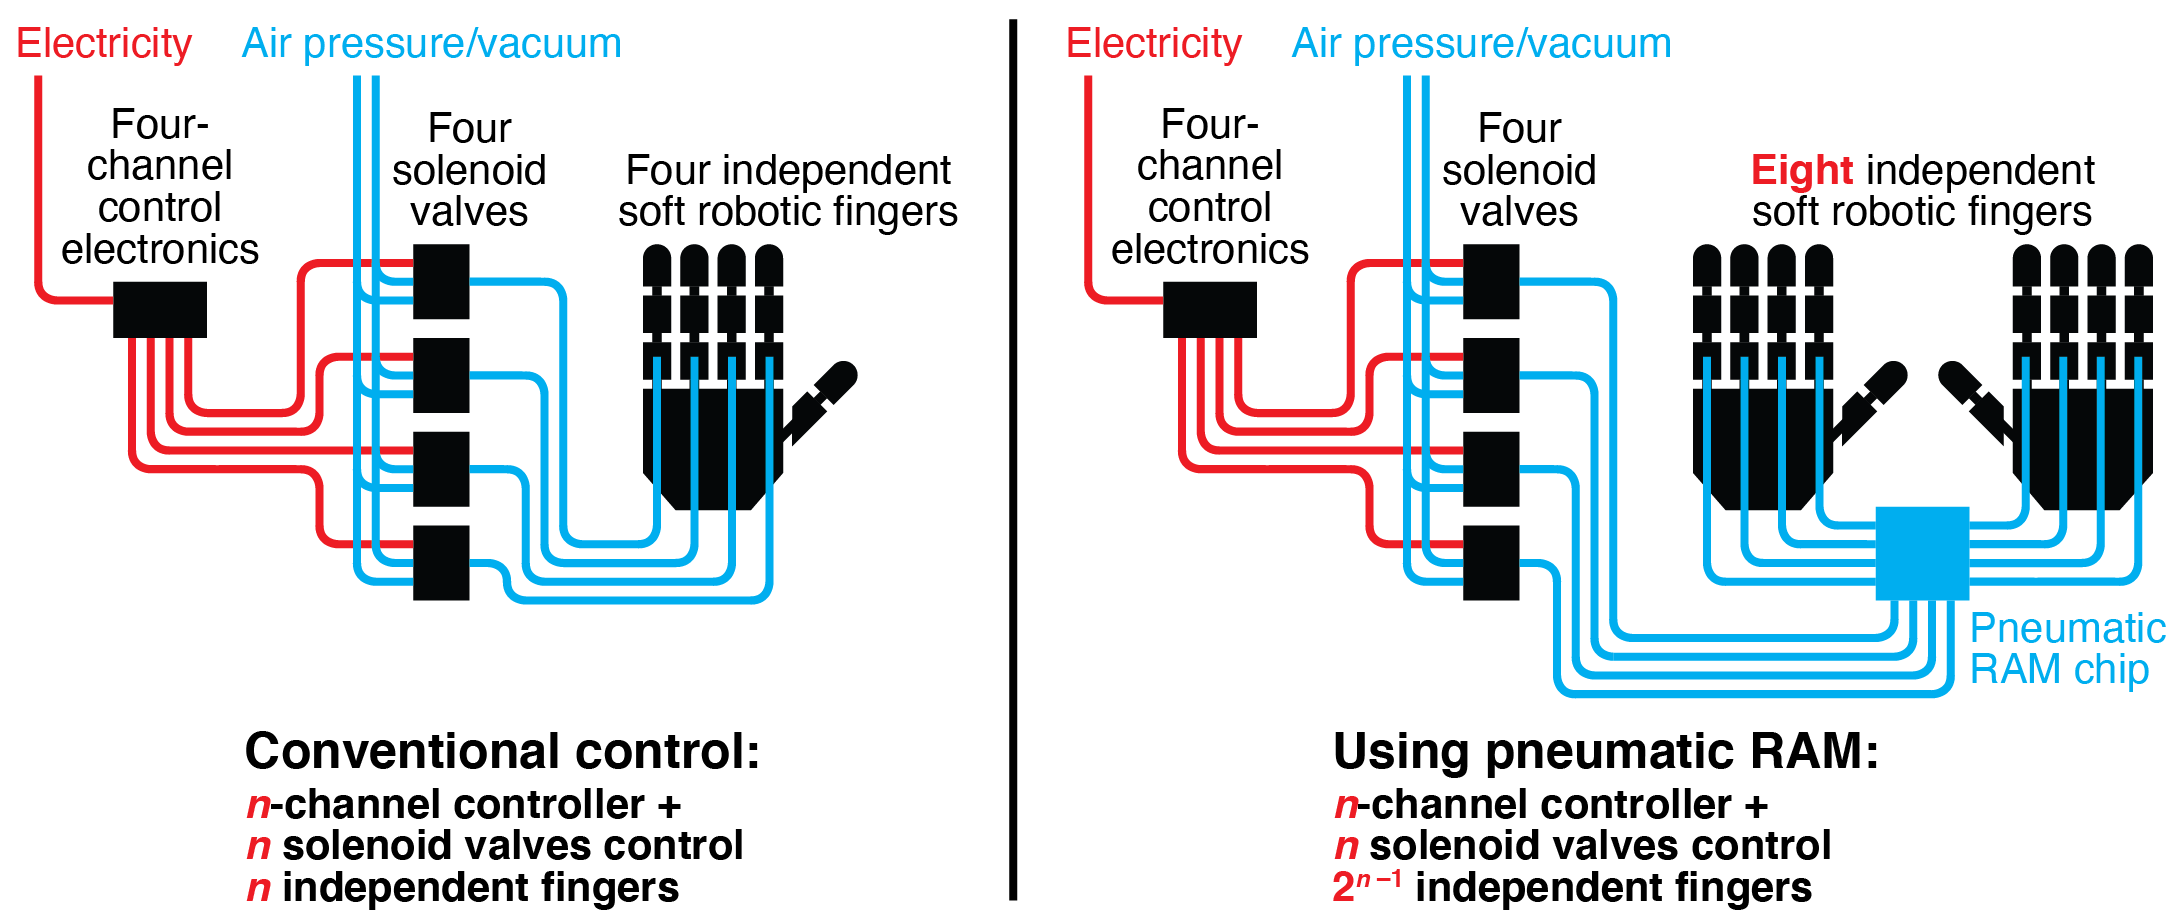 Electricity
Air pressure/vacuum
Four-
channel
control
electronics
Four
solenoid
valves
Four independent
soft robotic fingers
Conventional control:
n-channel controller +
n solenoid valves control
n independent fingers
Electricity
Air pressure/vacuum
Four-
channel
control
electronics
Four
solenoid
valves
Eight independent
soft robotic fingers
Pneumatic
RAM chip
Using pneumatic RAM:
n-channel controller +
n solenoid valves control
2ⁿ⁻¹ independent fingers